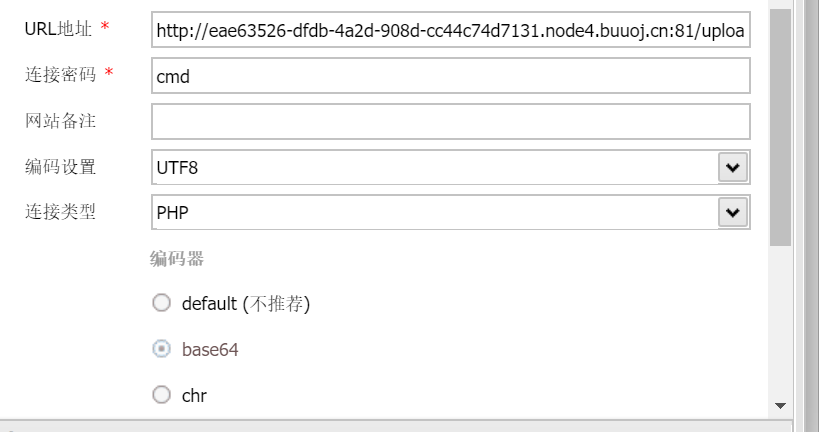 URL地址 * http://eae63526-dfdb-4a2d-908d-cc44c74d7131.node4.buuoj.cn:81/uploa
连接密码 * cmd
网站备注
编码设置 UTF8
连接类型 PHP
编码器
default (不推荐)
base64
chr